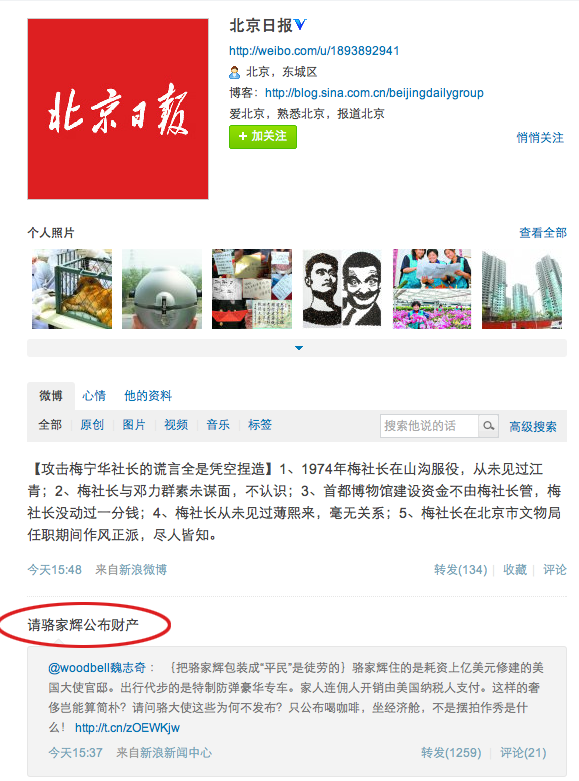 北京日报
北京日报V
http://weibo.com/u/1893892941
北京，东城区
博客：http://blog.sina.com.cn/beijingdailygroup
爱北京，熟悉北京，报道北京
+ 加关注
悄悄关注
个人照片
查看全部
微博 心情 他的资料
全部 原创 图片 视频 音乐 标签
搜索他说的话
高级搜索
【攻击梅宁华社长的谎言全是凭空捏造】1、1974年梅社长在山沟服役，从未见过江
青；2、梅社长与邓力群素未谋面，不认识；3、首都博物馆建设资金不由梅社长管，梅
社长没动过一分钱；4、梅社长从未见过薄熙来，毫无关系；5、梅社长在北京市文物局
任职期间作风正派，尽人皆知。
今天15:48 来自新浪微博
转发(134) 收藏 评论
请骆家辉公布财产
@woodbell魏志奇：｛把骆家辉包装成“平民”是徒劳的｝骆家辉住的是耗资上亿美元修建的美
国大使官邸。出行代步的是特制防弹豪华专车。家人连佣人开销由美国纳税人支付。这样的奢
侈岂能算简朴？请问骆大使这些为何不发布？只公布喝咖啡，坐经济舱，不是摆拍作秀是什
么！ http://t.cn/zOEWKjw
今天15:37 来自新浪新闻中心
转发(1259) 评论(21)